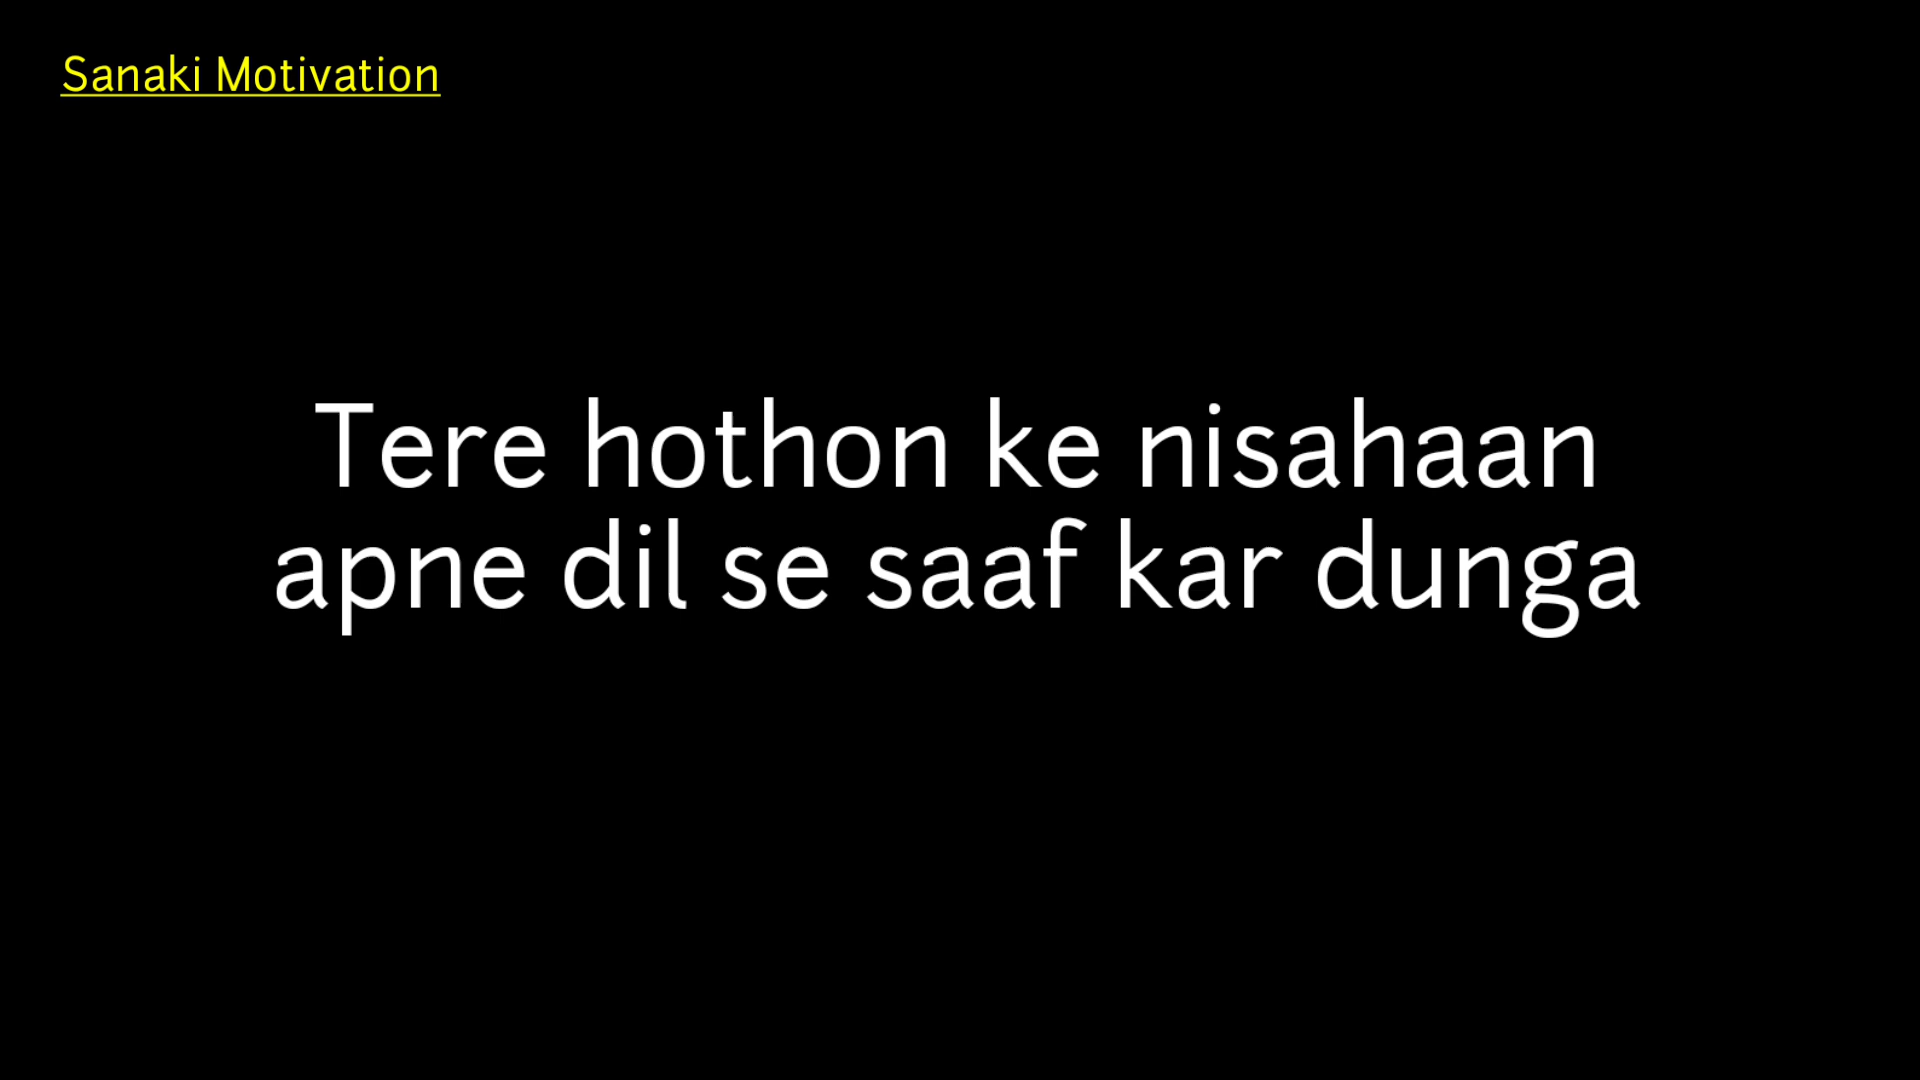 Sanaki Motivation
Tere hothon ke nisahaan
apne dil se saaf kar dunga